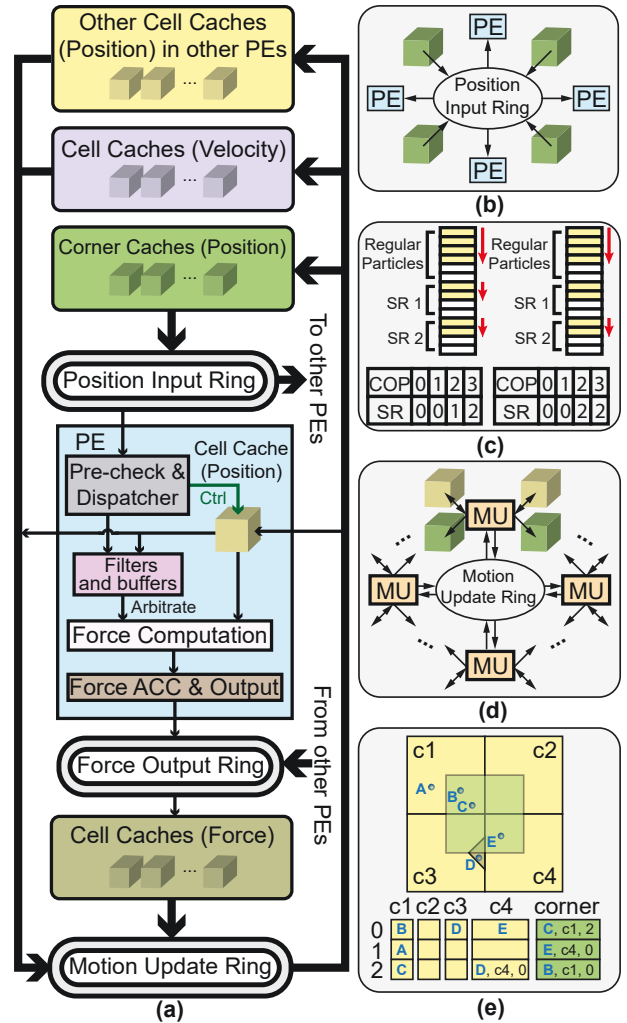 Other Cell Caches
(Position) in other PEs
...
Cell Caches (Velocity)
...
Corner Caches (Position)
...
To other PEs
Position Input Ring
PE
Cell Cache
(Position)
Pre-check &
Dispatcher
Ctrl
Filters
and buffers
Arbitrate
Force Computation
Force ACC & Output
From other PEs
Force Output Ring
Cell Caches (Force)
...
Motion Update Ring
(a)
PE
PE
Position
Input Ring
PE
PE
(b)
Regular
Particles
SR 1
SR 2
Regular
Particles
SR 1
SR 2
COP 0 1 2 3
SR 0 0 1 2
COP 0 1 2 3
SR 0 0 2 2
(c)
MU
...
...
MU
Motion
Update Ring
MU
...
...
MU
(d)
c1 c2
A
B
C
E
D
c3 c4
c1 c2 c3 c4 corner
0 B D E C, c1, 2
1 A E, c4, 0
2 C D, c4, 0 B, c1, 0
(e)